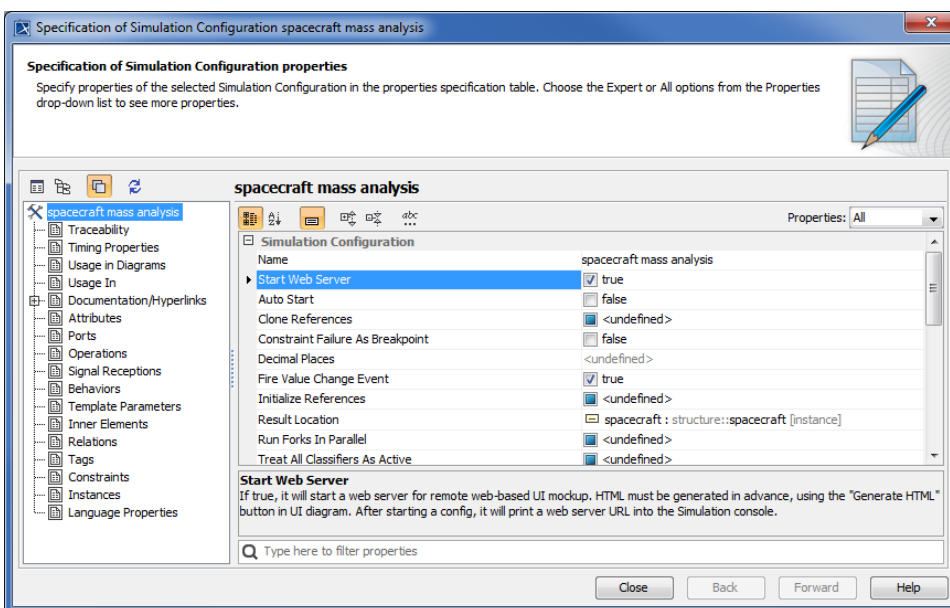 Specification of Simulation Configuration spacecraft mass analysis
Specification of Simulation Configuration properties
Specify properties of the selected Simulation Configuration in the properties specification table. Choose the Expert or All options from the Properties
drop-down list to see more properties.
spacecraft mass analysis
Traceability
Timing Properties
Usage in Diagrams
Usage In
Documentation/Hyperlinks
Attributes
Ports
Operations
Signal Receptions
Behaviors
Template Parameters
Inner Elements
Relations
Tags
Constraints
Instances
Language Properties
spacecraft mass analysis
abc
Properties: All
Simulation Configuration
Name spacecraft mass analysis
Start Web Server true
Auto Start false
Clone References <undefined>
Constraint Failure As Breakpoint false
Decimal Places <undefined>
Fire Value Change Event true
Initialize References <undefined>
Result Location spacecraft : structure::spacecraft [instance]
Run Forks In Parallel <undefined>
Treat All Classifiers As Active <undefined>
Start Web Server
If true, it will start a web server for remote web-based UI mockup. HTML must be generated in advance, using the "Generate HTML"
button in UI diagram. After starting a config, it will print a web server URL into the Simulation console.
Type here to filter properties
Close Back Forward Help